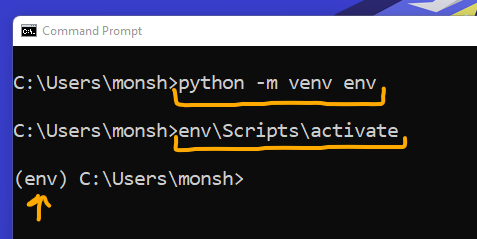 Command Prompt
C:\Users\monsh>python -m venv env
C:\Users\monsh>env\Scripts\activate
(env) C:\Users\monsh>